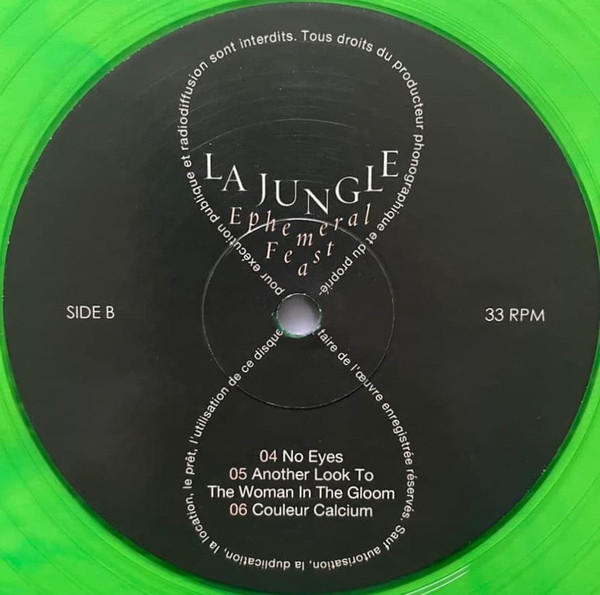 LA JUNGLE
Ephemeral
Feast
SIDE B
33 RPM
04 No Eyes
05 Another Look To
The Woman In The Gloom
06 Couleur Calcium
Tous droits du producteur phonographique et du proprié
taire de l'œuvre enregistrée réservés. Sauf autorisation, la duplication, la location, le prêt, l'utilisation de ce disque
pour exécution publique et radiodiffusion sont interdits.